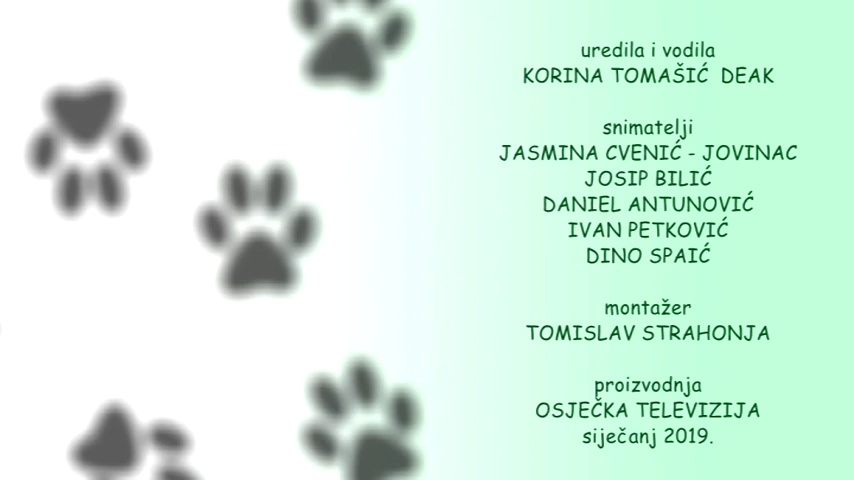 uredila i vodila
KORINA TOMAŠIĆ DEAK
snimatelji
JASMINA CVENIĆ - JOVINAC
JOSIP BILIĆ
DANIEL ANTUNOVIĆ
IVAN PETKOVIĆ
DINO SPAIĆ
montažer
TOMISLAV STRAHONJA
proizvodnja
OSJEČKA TELEVIZIJA
siječanj 2019.